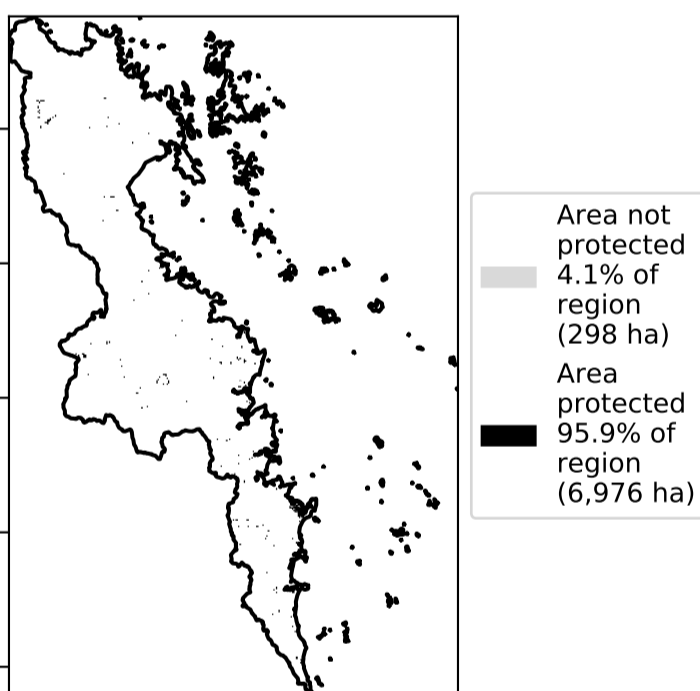 Area not
protected
4.1% of
region
(298 ha)
Area
protected
95.9% of
region
(6,976 ha)